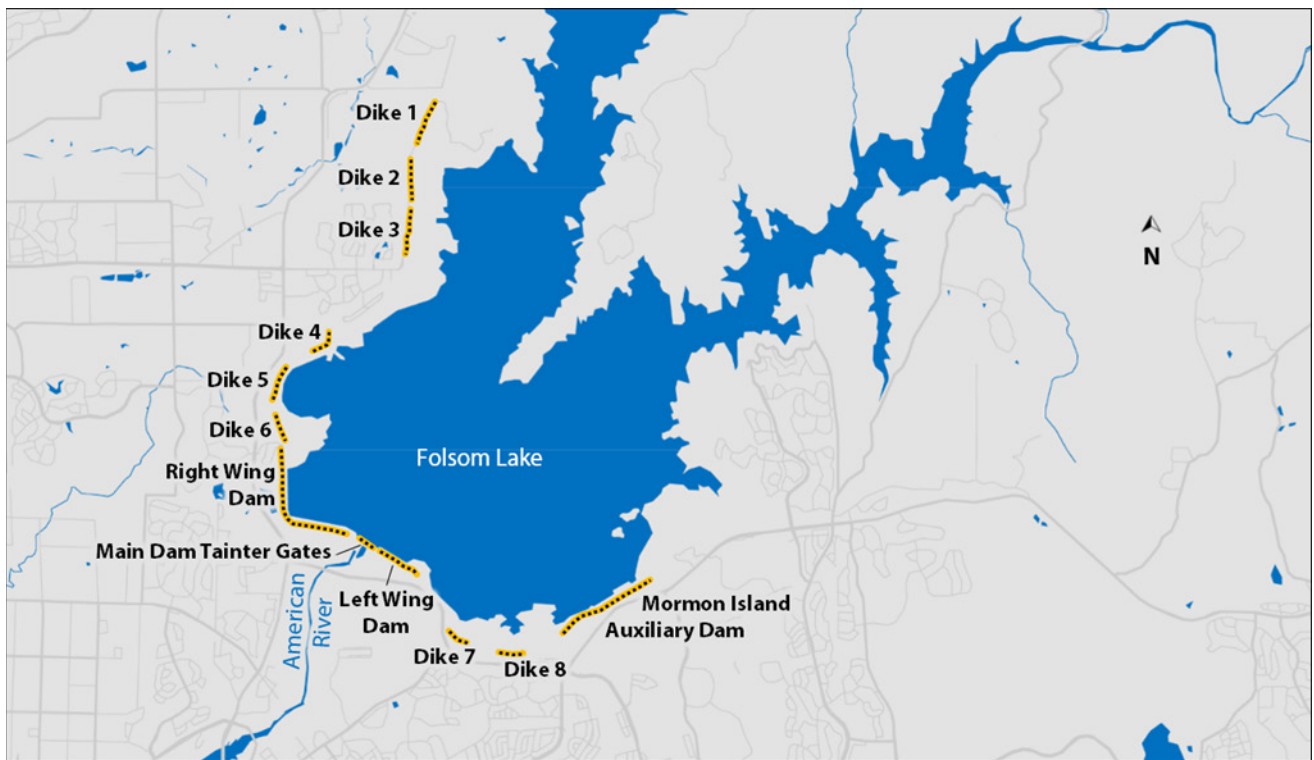 Dike 1
Dike 2
Dike 3
N
Dike 4
Dike 5
Dike 6
Folsom Lake
Right Wing
Dam
Main Dam Tainter Gates
American
River
Left Wing
Dam
Mormon Island
Auxiliary Dam
Dike 7
Dike 8